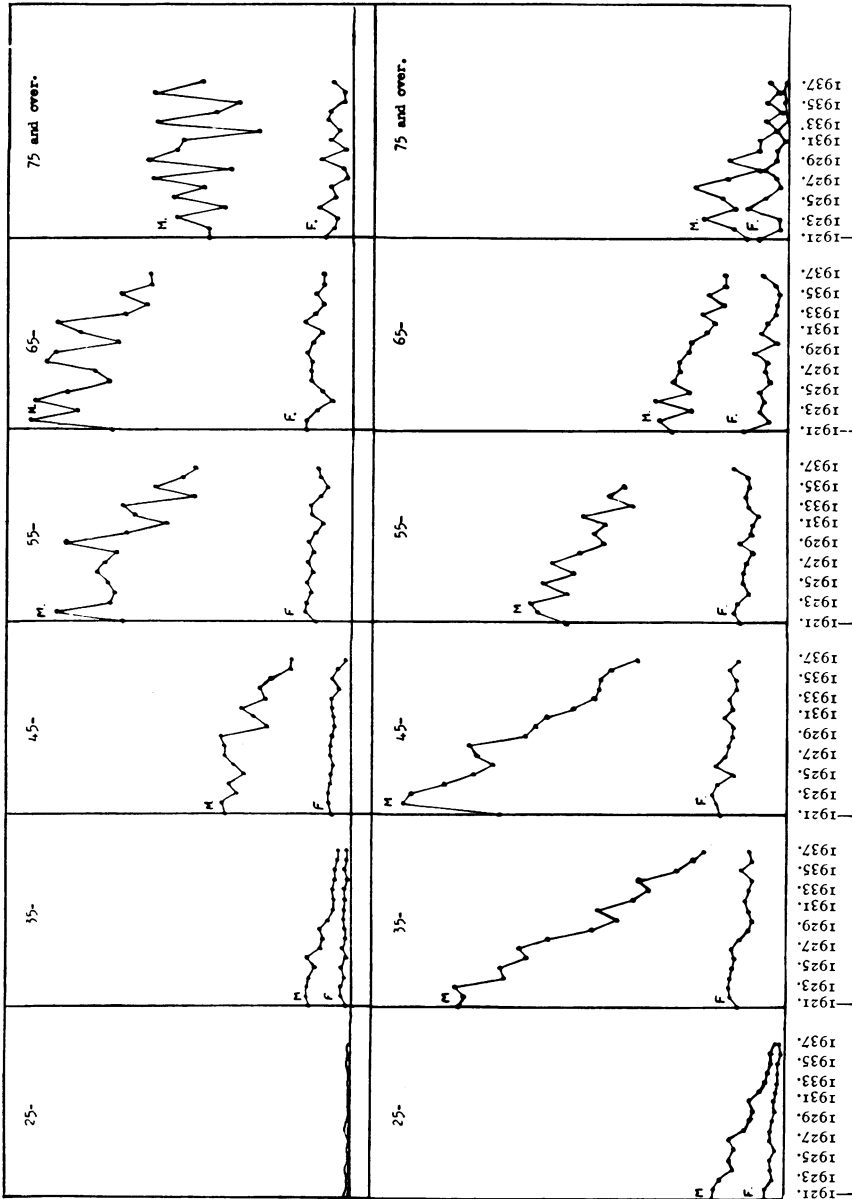 25-
35-
M
F
45-
M
F
55-
M.
F
65-
M.
F.
75 and over.
M.
F.
25-
M
F.
35-
M
F.
45-
M
F.
55-
M
F.
65-
M.
F.
75 and over.
M.
F.
1921. 1923. 1925. 1927. 1929. 1931. 1933. 1935. 1937.
1921. 1923. 1925. 1927. 1929. 1931. 1933. 1935. 1937.
1921. 1923. 1925. 1927. 1929. 1931. 1933. 1935. 1937.
1921. 1923. 1925. 1927. 1929. 1931. 1933. 1935. 1937.
1921. 1923. 1925. 1927. 1929. 1931. 1933. 1935. 1937.
1921. 1923. 1925. 1927. 1929. 1931. 1933. 1935. 1937.